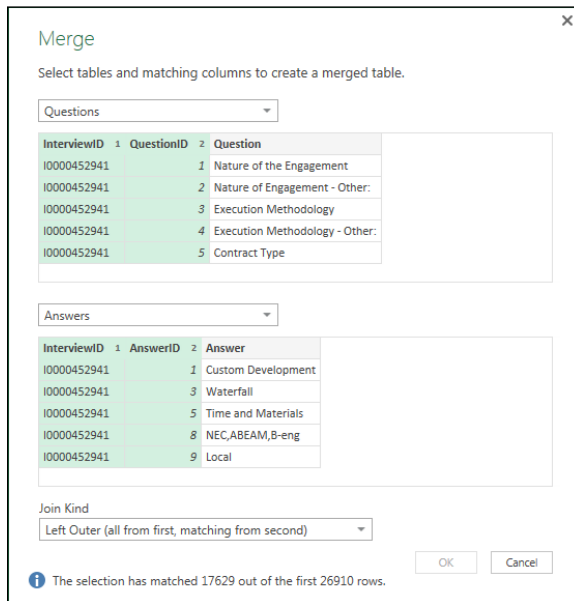 Merge
Select tables and matching columns to create a merged table.
Questions
InterviewID 1 QuestionID 2 Question
I0000452941 1 Nature of the Engagement
I0000452941 2 Nature of Engagement - Other:
I0000452941 3 Execution Methodology
I0000452941 4 Execution Methodology - Other:
I0000452941 5 Contract Type
Answers
InterviewID 1 AnswerID 2 Answer
I0000452941 1 Custom Development
I0000452941 3 Waterfall
I0000452941 5 Time and Materials
I0000452941 8 NEC,ABEAM,B-eng
I0000452941 9 Local
Join Kind
Left Outer (all from first, matching from second)
OK Cancel
The selection has matched 17629 out of the first 26910 rows.